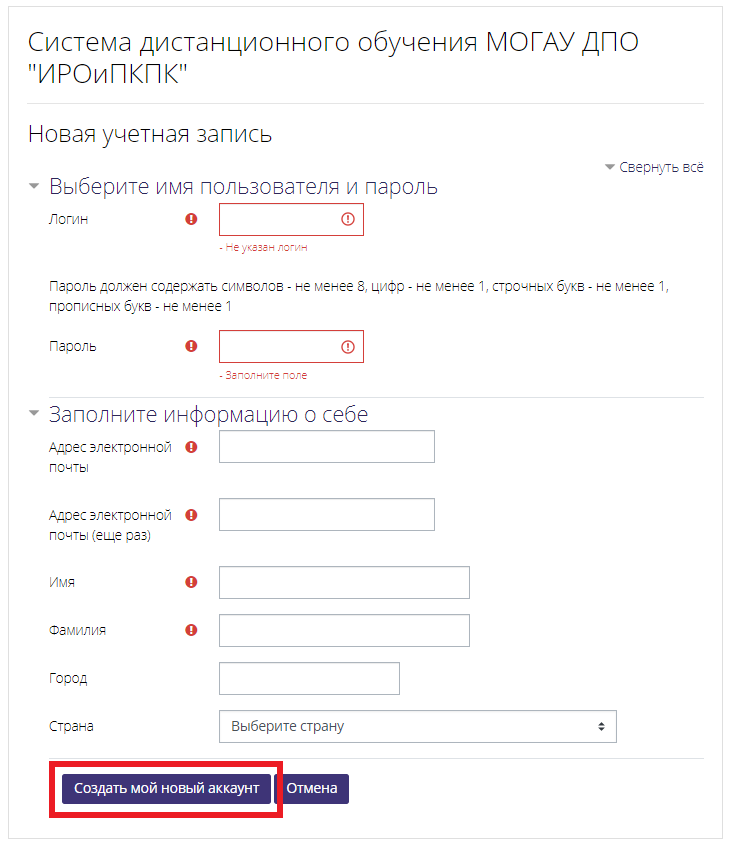 Система дистанционного обучения МОГАУ ДПО
"ИРОиПКПК"
Новая учетная запись
Свернуть всё
Выберите имя пользователя и пароль
Логин
- Не указан логин
Пароль должен содержать символов - не менее 8, цифр - не менее 1, строчных букв - не менее 1,
прописных букв - не менее 1
Пароль
- Заполните поле
Заполните информацию о себе
Адрес электронной
почты
Адрес электронной
почты (еще раз)
Имя
Фамилия
Город
Страна
Выберите страну
Создать мой новый аккаунт
Отмена